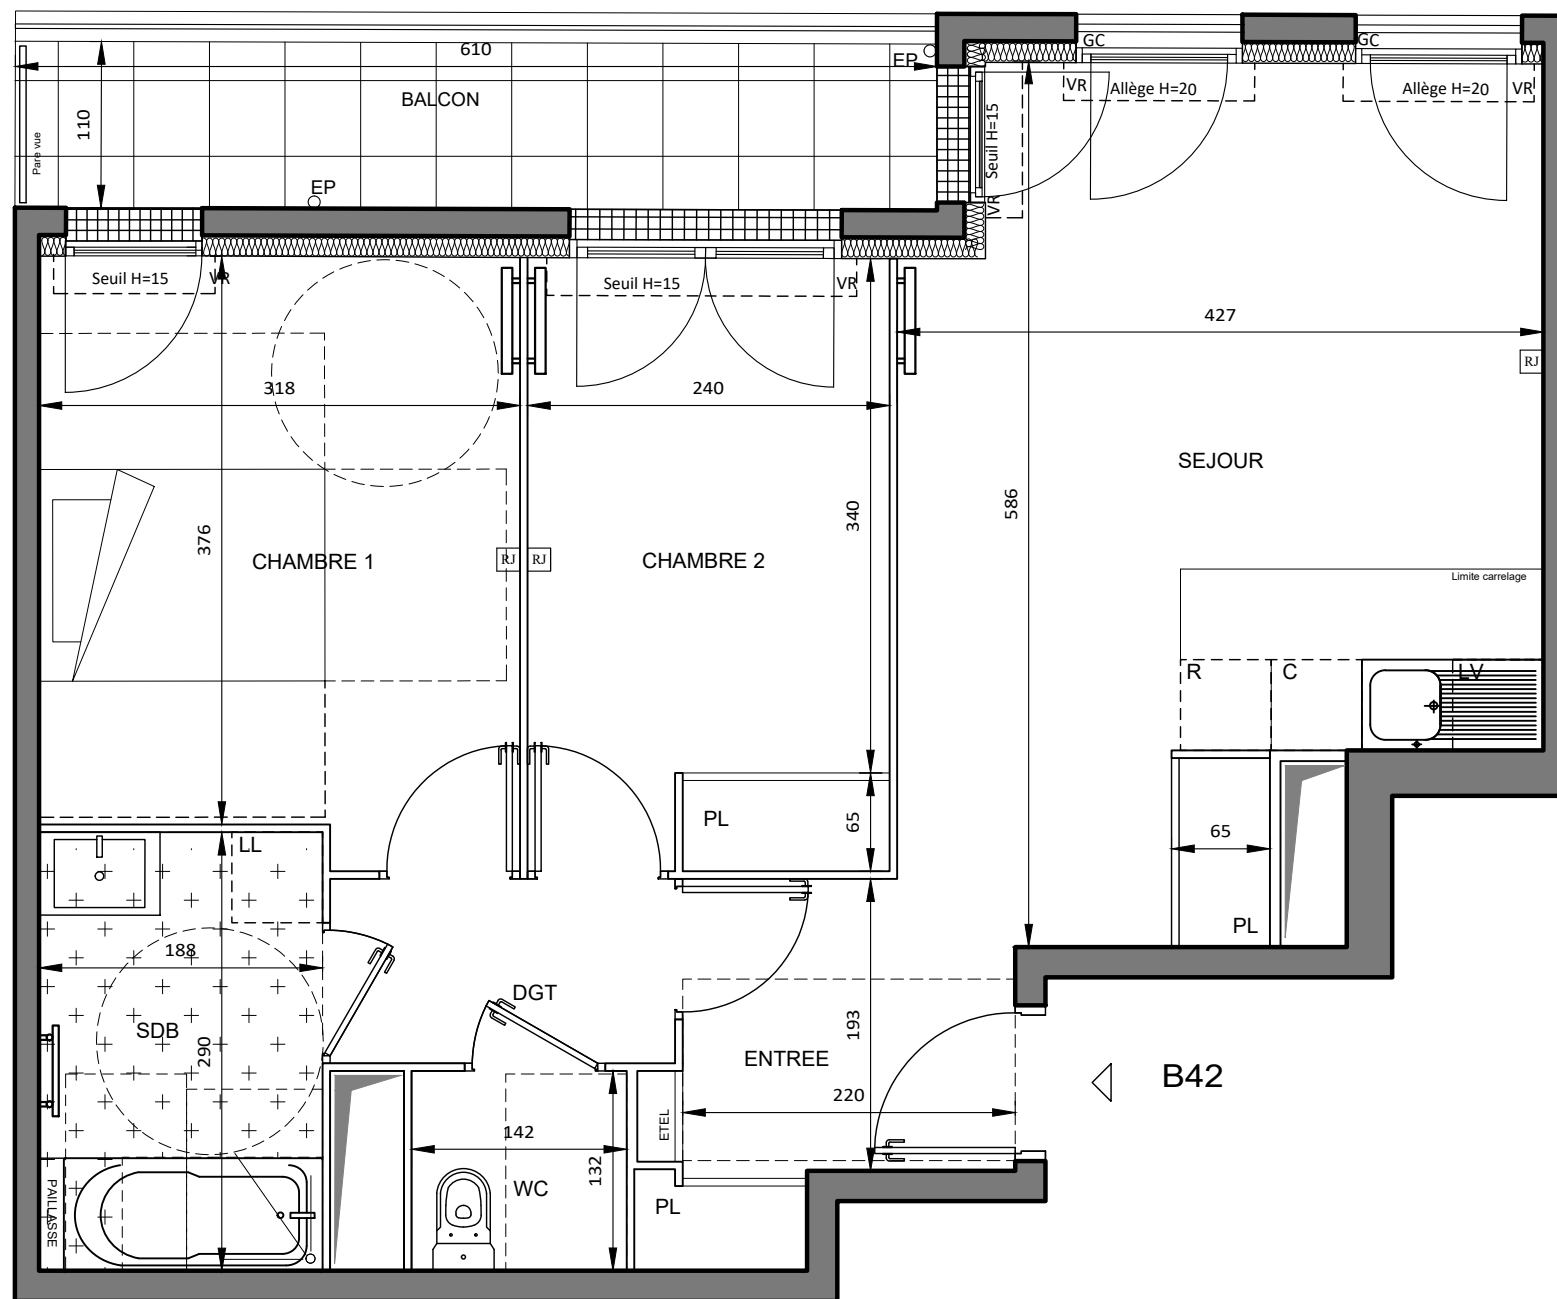 610
GC
GC
EP
VR
Allège H=20
Allège H=20
VR
BALCON
110
Pare vue
Seuil H=15
EP
VR
Seuil H=15
VR
Seuil H=15
VR
427
RJ
318
240
SEJOUR
586
340
376
CHAMBRE 1
RJ
RJ
CHAMBRE 2
Limite carrelage
R
C
LV
PL
65
65
LL
PL
188
DGT
193
SDB
290
ENTREE
B42
220
ETEL
142
132
WC
PL
PAILLASSE